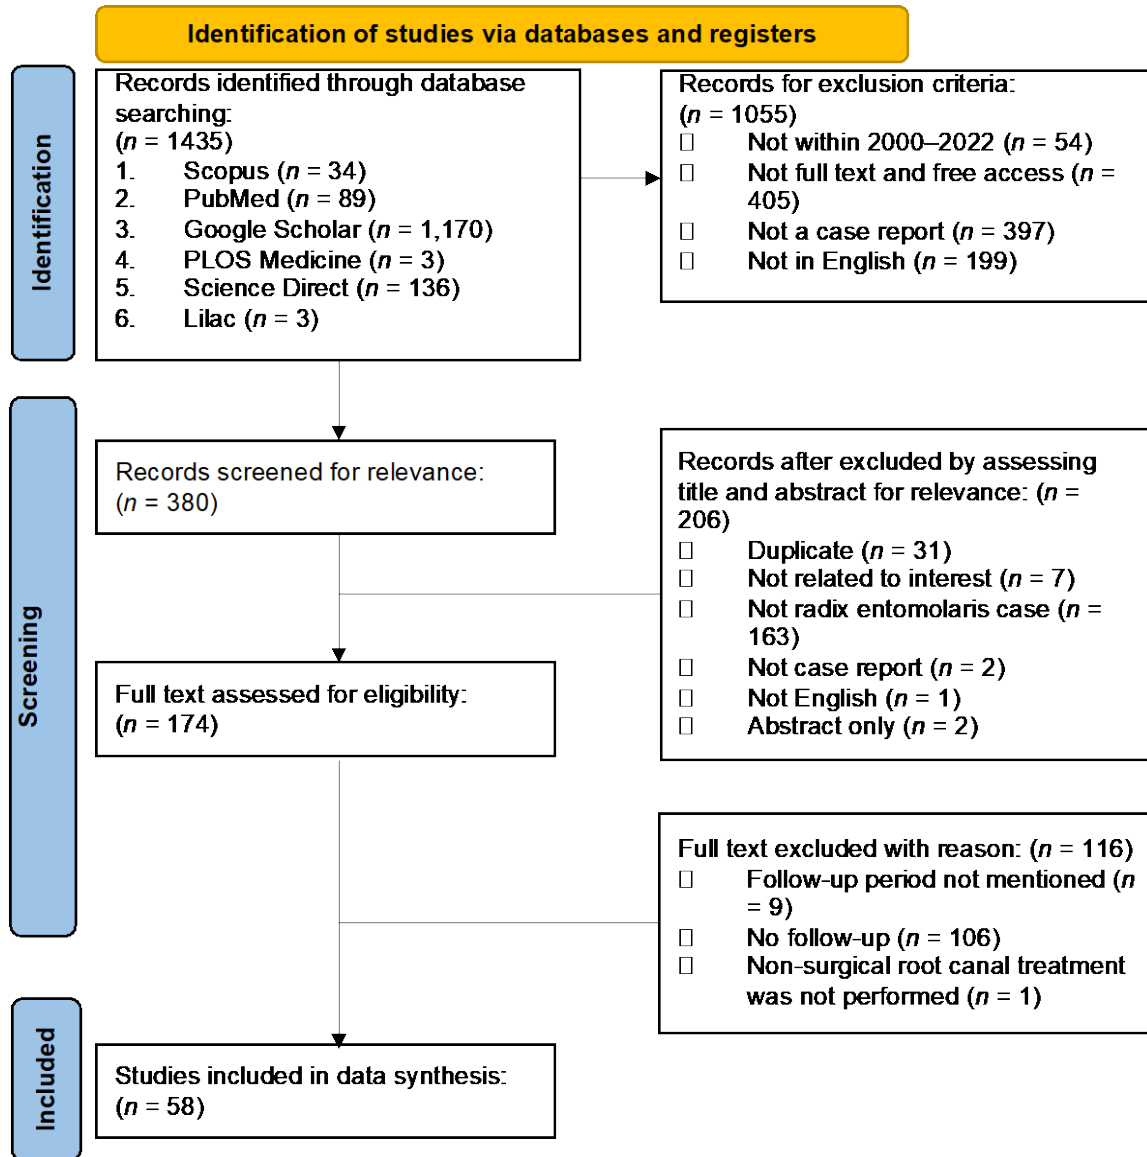 Identification of studies via databases and registers
Identification
Records identified through database
searching:
(n = 1435)
1. Scopus (n = 34)
2. PubMed (n = 89)
3. Google Scholar (n = 1,170)
4. PLOS Medicine (n = 3)
5. Science Direct (n = 136)
6. Lilac (n = 3)
Records for exclusion criteria:
(n = 1055)
□ Not within 2000–2022 (n = 54)
□ Not full text and free access (n =
405)
□ Not a case report (n = 397)
□ Not in English (n = 199)
Screening
Records screened for relevance:
(n = 380)
Records after excluded by assessing
title and abstract for relevance: (n =
206)
□ Duplicate (n = 31)
□ Not related to interest (n = 7)
□ Not radix entomolaris case (n =
163)
□ Not case report (n = 2)
□ Not English (n = 1)
□ Abstract only (n = 2)
Full text assessed for eligibility:
(n = 174)
Full text excluded with reason: (n = 116)
□ Follow-up period not mentioned (n
= 9)
□ No follow-up (n = 106)
□ Non-surgical root canal treatment
was not performed (n = 1)
Included
Studies included in data synthesis:
(n = 58)